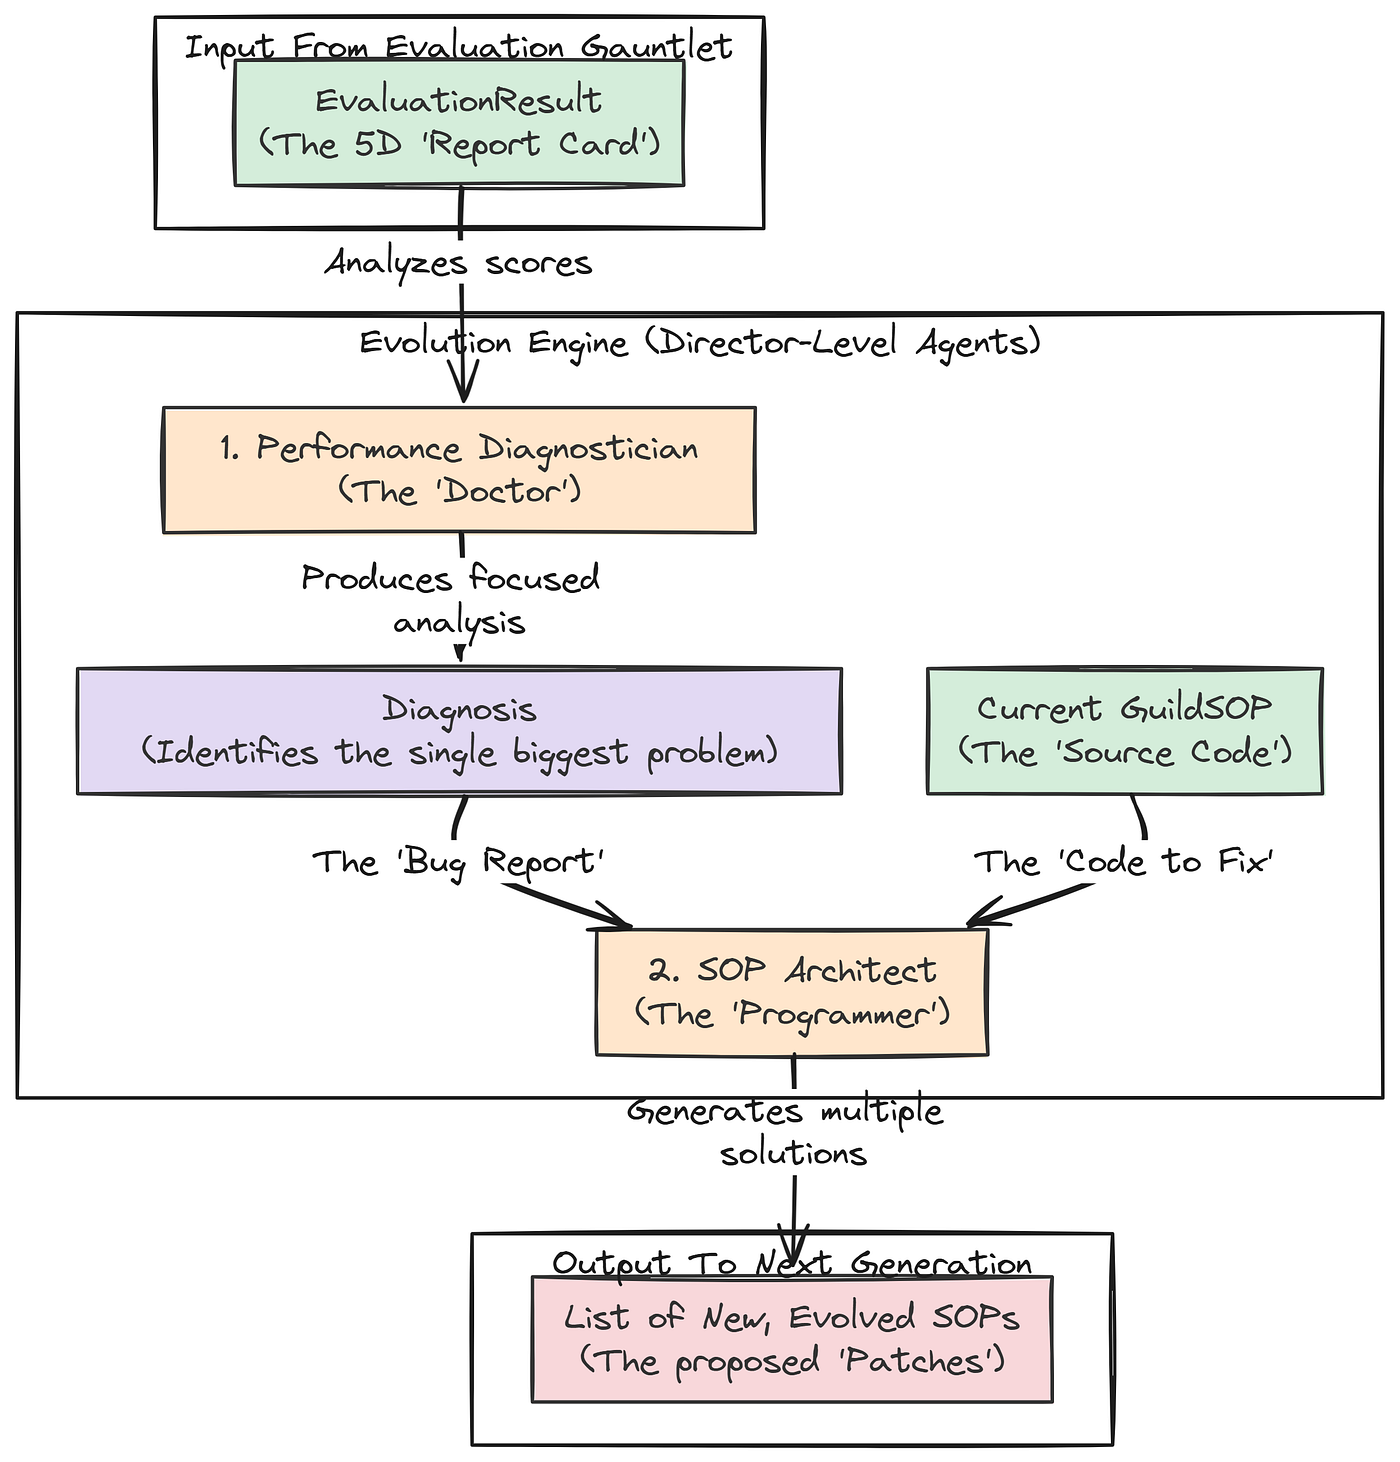 Input From Evaluation Gauntlet
EvaluationResult
(The 5D 'Report Card')
Analyzes scores
Evolution Engine (Director-Level Agents)
1. Performance Diagnostician
(The 'Doctor')
Produces focused
analysis
Diagnosis
(Identifies the single biggest problem)
Current GuildSOP
(The 'Source Code')
The 'Bug Report'
The 'Code to Fix'
2. SOP Architect
(The 'Programmer')
Generates multiple
solutions
Output To Next Generation
List of New, Evolved SOPs
(The proposed 'Patches')